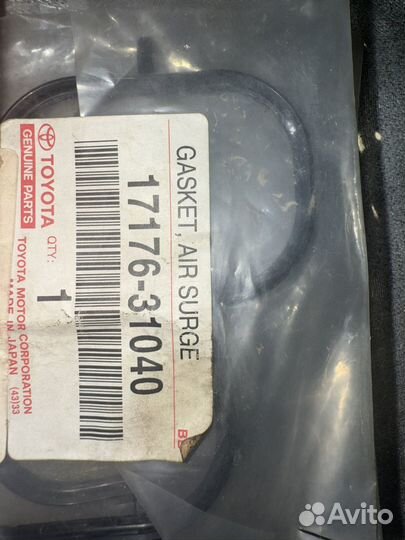 TOYOTA
GENUINE PARTS
QTY:
1
TOYOTA MOTOR CORPORATION
MADE IN JAPAN (43)33
17176-31040
GASKET, AIR SURGE
Avito